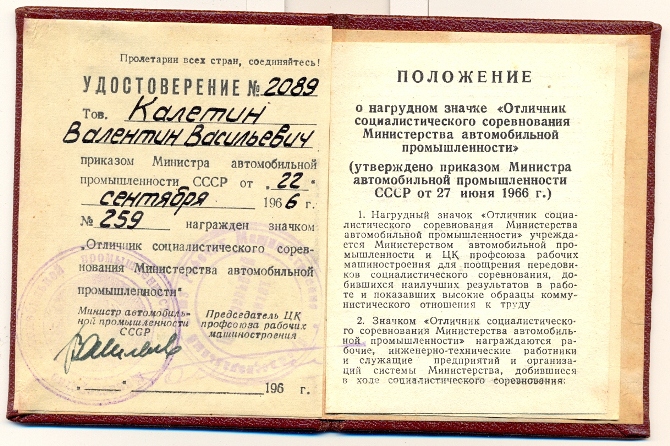 Пролетарии всех стран, соединяйтесь!
УДОСТОВЕРЕНИЕ № 2089
Тов. Калетин
Валентин Васильевич
приказом Министра автомобильной
промышленности СССР от „22"
сентября 1966 г.
№ 259 награжден значком
„Отличник социалистического сорев-
нования Министерства автомобильной
промышленности"
Министр автомобиль-
ной промышленности
СССР
Председатель ЦК
профсоюза рабочих
машиностроения
„ " 196 г.
ПОЛОЖЕНИЕ
о нагрудном значке «Отличник
социалистического соревнования
Министерства автомобильной
промышленности»
(утверждено приказом Министра
автомобильной промышленности
СССР от 27 июня 1966 г.)
1. Нагрудный значок «Отличник социа-
листического соревнования Министерства
автомобильной промышленности» учрежда-
ется Министерством автомобильной про-
мышленности и ЦК профсоюза рабочих
машиностроения для поощрения передови-
ков социалистического соревнования, до-
бившихся наилучших результатов в рабо-
те и показавших высокие образцы комму-
нистического отношения к труду
2. Значком «Отличник социалистическо-
го соревнования Министерства автомобиль-
ной промышленности» награждаются ра-
бочие, инженерно-технические работники
и служащие предприятий и организа-
ций системы Министерства, добившиеся
в ходе социалистического соревнования: